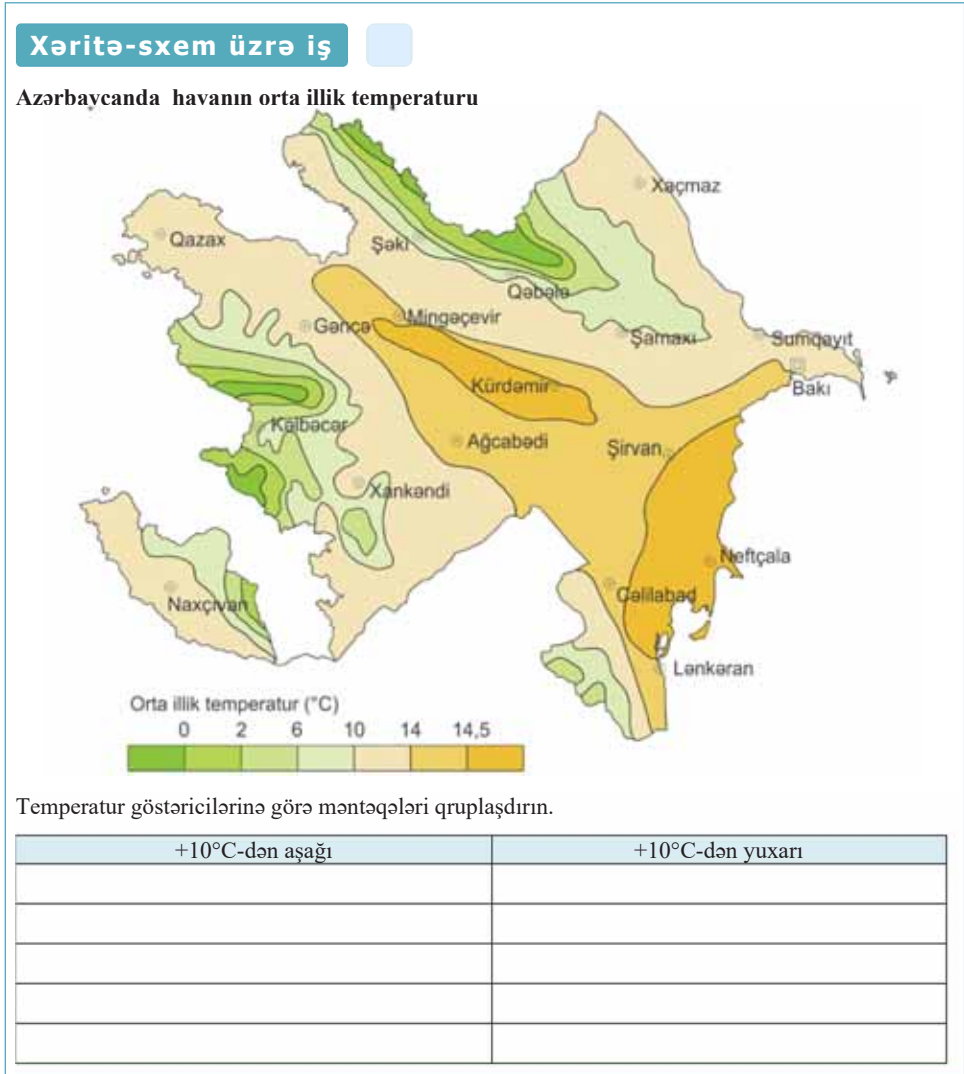 Xəritə-sxem üzrə iş
Azərbaycanda havanın orta illik temperaturu
Xaçmaz
Qazax
Şəki
Qəbələ
Gəncə
Mingəçevir
Şamaxı
Sumqayıt
Bakı
Kürdəmir
Kəlbəcər
Ağcabədi
Şirvan
Xankəndi
Neftçala
Naxçıvan
Cəlilabad
Lənkəran
Orta illik temperatur (°C)
0 2 6 10 14 14,5
Temperatur göstəricilərinə görə məntəqələri qruplaşdırın.
+10°C-dən aşağı +10°C-dən yuxarı